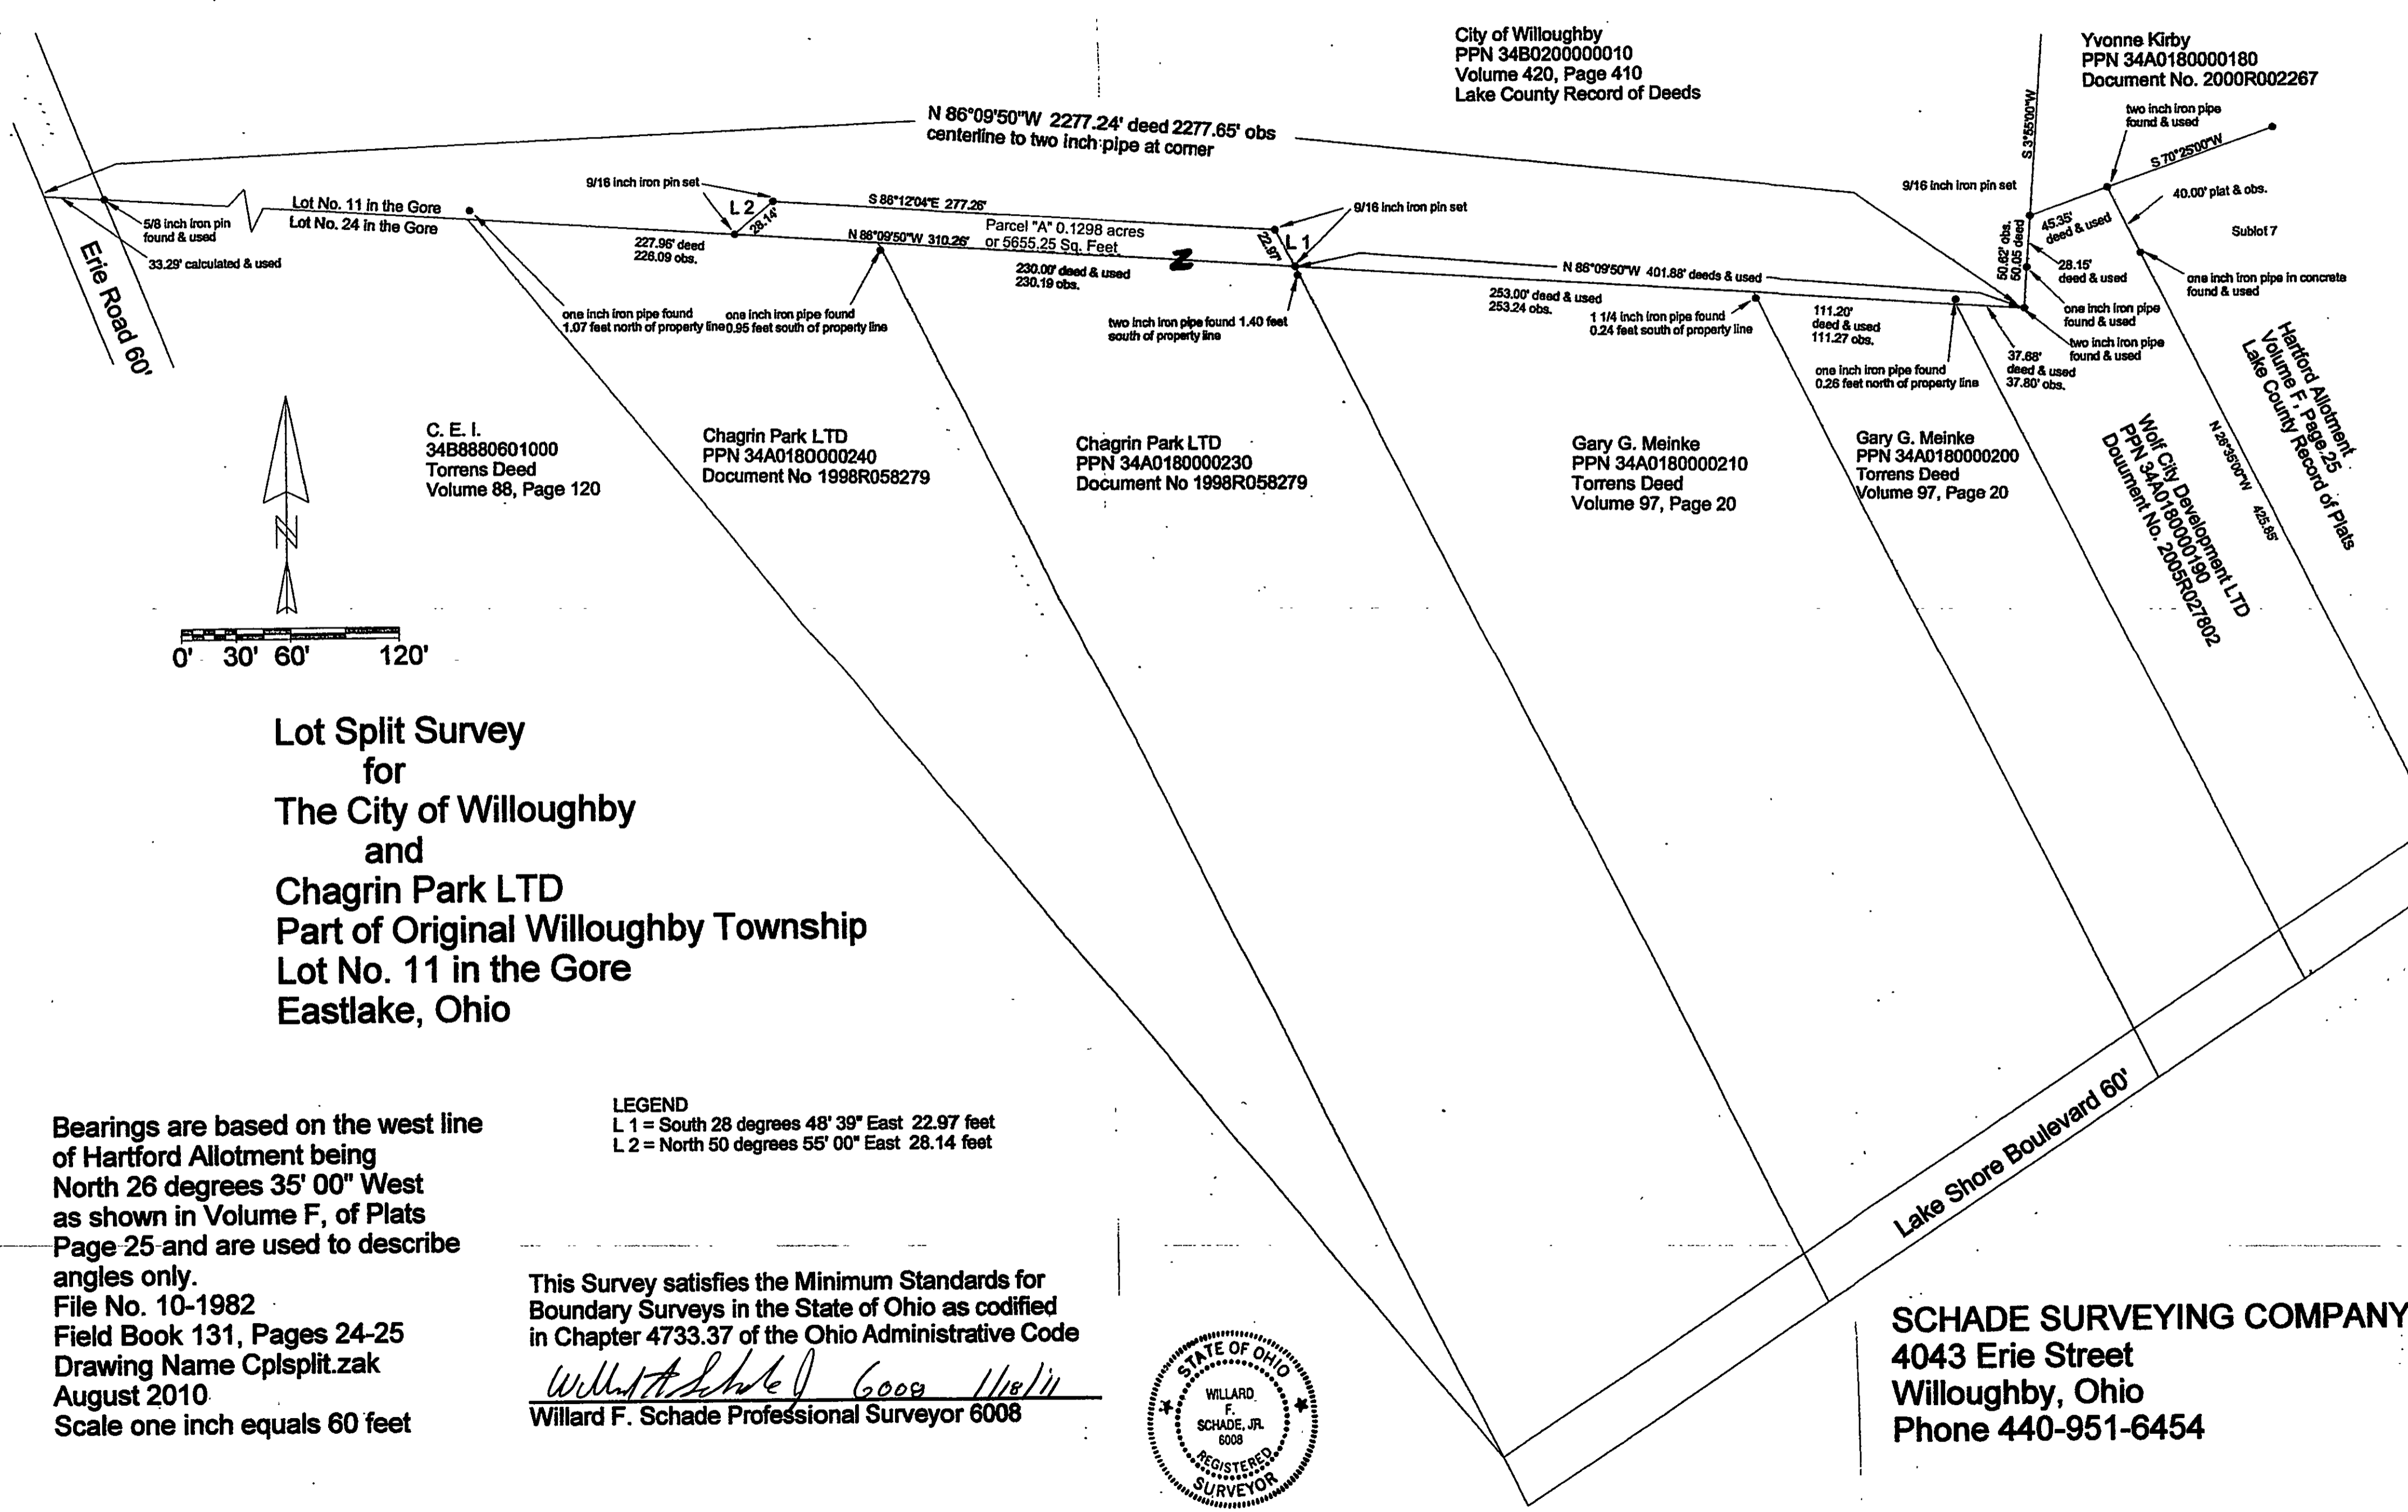 City of Willoughby
PPN 34B0200000010
Volume 420, Page 410
Lake County Record of Deeds
Yvonne Kirby
PPN 34A0180000180
Document No. 2000R002267
two inch iron pipe
found & used
S 70°25'00"W
S 3°55'00"W
N 86°09'50"W 2277.24' deed 2277.65' obs
centerline to two inch pipe at corner
9/16 inch iron pin set
L 2
28.14'
S 86°12'04"E 277.26'
9/16 inch iron pin set
9/16 inch iron pin set
40.00' plat & obs.
Sublot 7
45.35'
deed & used
50.62' obs.
50.05 deed
28.15'
deed & used
one inch iron pipe in concrete
found & used
Lot No. 11 in the Gore
Lot No. 24 in the Gore
5/8 inch iron pin
found & used
33.29' calculated & used
Erie Road 60'
227.96' deed
226.09 obs.
N 86°09'50"W 310.26'
Parcel "A" 0.1298 acres
or 5655.25 Sq. Feet
Z
22.97'
L 1
230.00' deed & used
230.19 obs.
N 86°09'50"W 401.88' deeds & used
253.00' deed & used
253.24 obs.
111.20'
deed & used
111.27 obs.
37.68'
deed & used
37.80' obs.
one inch iron pipe
found & used
two inch iron pipe
found & used
one inch iron pipe found
1.07 feet north of property line
one inch iron pipe found
0.95 feet south of property line
two inch iron pipe found 1.40 feet
south of property line
1 1/4 inch iron pipe found
0.24 feet south of property line
one inch iron pipe found
0.26 feet north of property line
Hartford Allotment
Volume F, Page 25
Lake County Record of Plats
N 26°35'00"W 425.85'
C. E. I.
34B8880601000
Torrens Deed
Volume 88, Page 120
Chagrin Park LTD
PPN 34A0180000240
Document No 1998R058279
Chagrin Park LTD
PPN 34A0180000230
Document No 1998R058279
Gary G. Meinke
PPN 34A0180000210
Torrens Deed
Volume 97, Page 20
Gary G. Meinke
PPN 34A0180000200
Torrens Deed
Volume 97, Page 20
Wolf City Development LTD
PPN 34A0180000190
Douument No. 2005R027802
N
0' 30' 60' 120'
Lot Split Survey
for
The City of Willoughby
and
Chagrin Park LTD
Part of Original Willoughby Township
Lot No. 11 in the Gore
Eastlake, Ohio
Lake Shore Boulevard 60'
LEGEND
L 1 = South 28 degrees 48' 39" East 22.97 feet
L 2 = North 50 degrees 55' 00" East 28.14 feet
Bearings are based on the west line
of Hartford Allotment being
North 26 degrees 35' 00" West
as shown in Volume F, of Plats
Page 25 and are used to describe
angles only.
File No. 10-1982
Field Book 131, Pages 24-25
Drawing Name Cplsplit.zak
August 2010
Scale one inch equals 60 feet
This Survey satisfies the Minimum Standards for
Boundary Surveys in the State of Ohio as codified
in Chapter 4733.37 of the Ohio Administrative Code
6008 1/18/11
Willard F. Schade Professional Surveyor 6008
STATE OF OHIO
WILLARD
F.
SCHADE, JR.
6008
REGISTERED
SURVEYOR
SCHADE SURVEYING COMPANY
4043 Erie Street
Willoughby, Ohio
Phone 440-951-6454